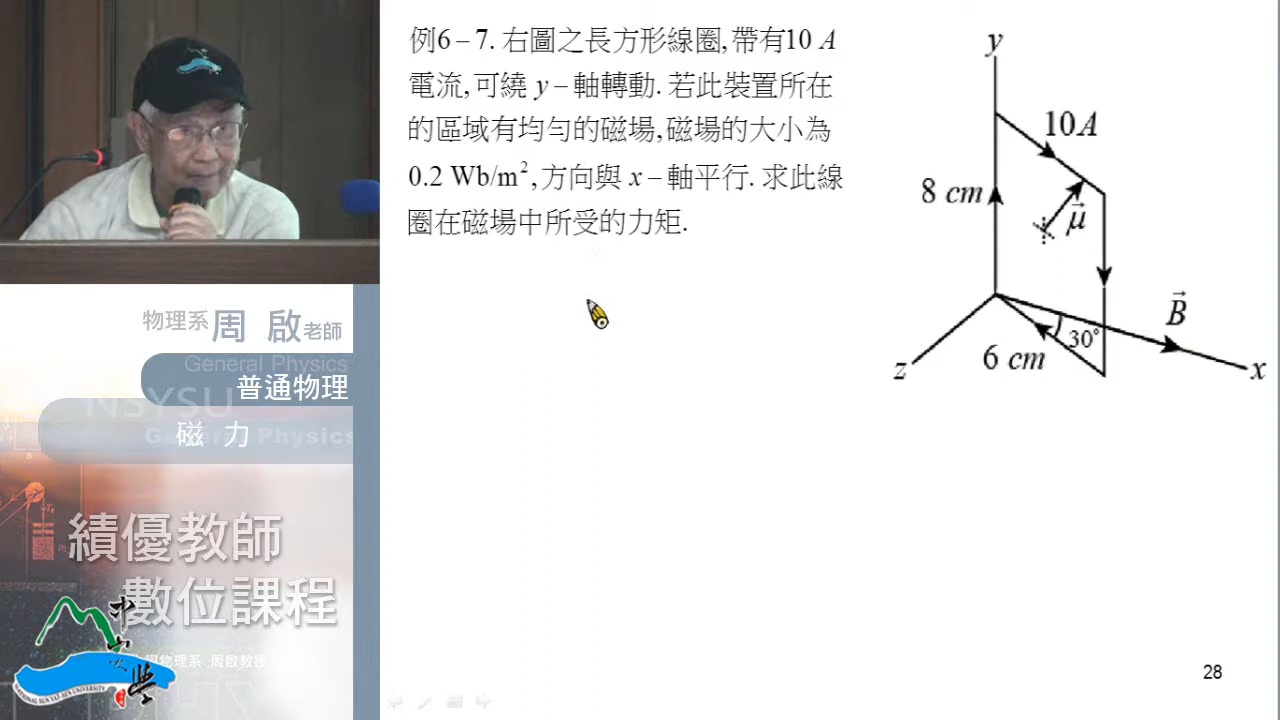 例6－7. 右圖之長方形線圈,帶有10 A
電流,可繞 y－軸轉動. 若此裝置所在
的區域有均勻的磁場,磁場的大小為
0.2 Wb/m²,方向與 x－軸平行. 求此線
圈在磁場中所受的力矩.
y
10A
8 cm
μ⃗
B⃗
30°
6 cm
z
x
物理系周 啟老師
General Physics
普通物理
NSYSU
磁 力
General Physics
績優教師
數位課程
28